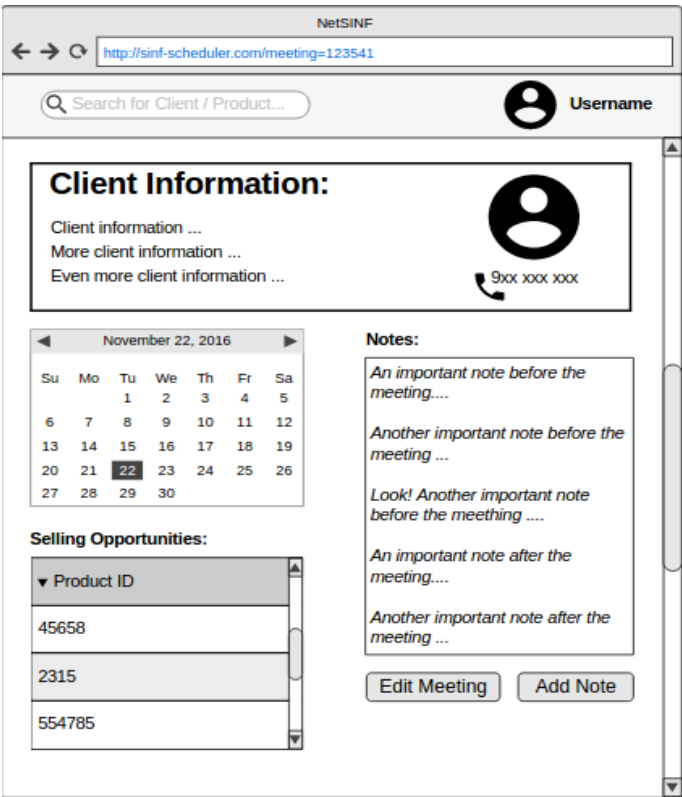 NetSINF
http://sinf-scheduler.com/meeting=123541
Search for Client / Product...
Username
Client Information:
Client information ...
More client information ...
Even more client information ...
9xx xxx xxx
November 22, 2016
Su Mo Tu We Th Fr Sa
1 2 3 4 5
6 7 8 9 10 11 12
13 14 15 16 17 18 19
20 21 22 23 24 25 26
27 28 29 30
Selling Opportunities:
Product ID
45658
2315
554785
Notes:
An important note before the
meeting....
Another important note before the
meeting ...
Look! Another important note
before the meething ....
An important note after the
meeting....
Another important note after the
meeting ...
Edit Meeting
Add Note